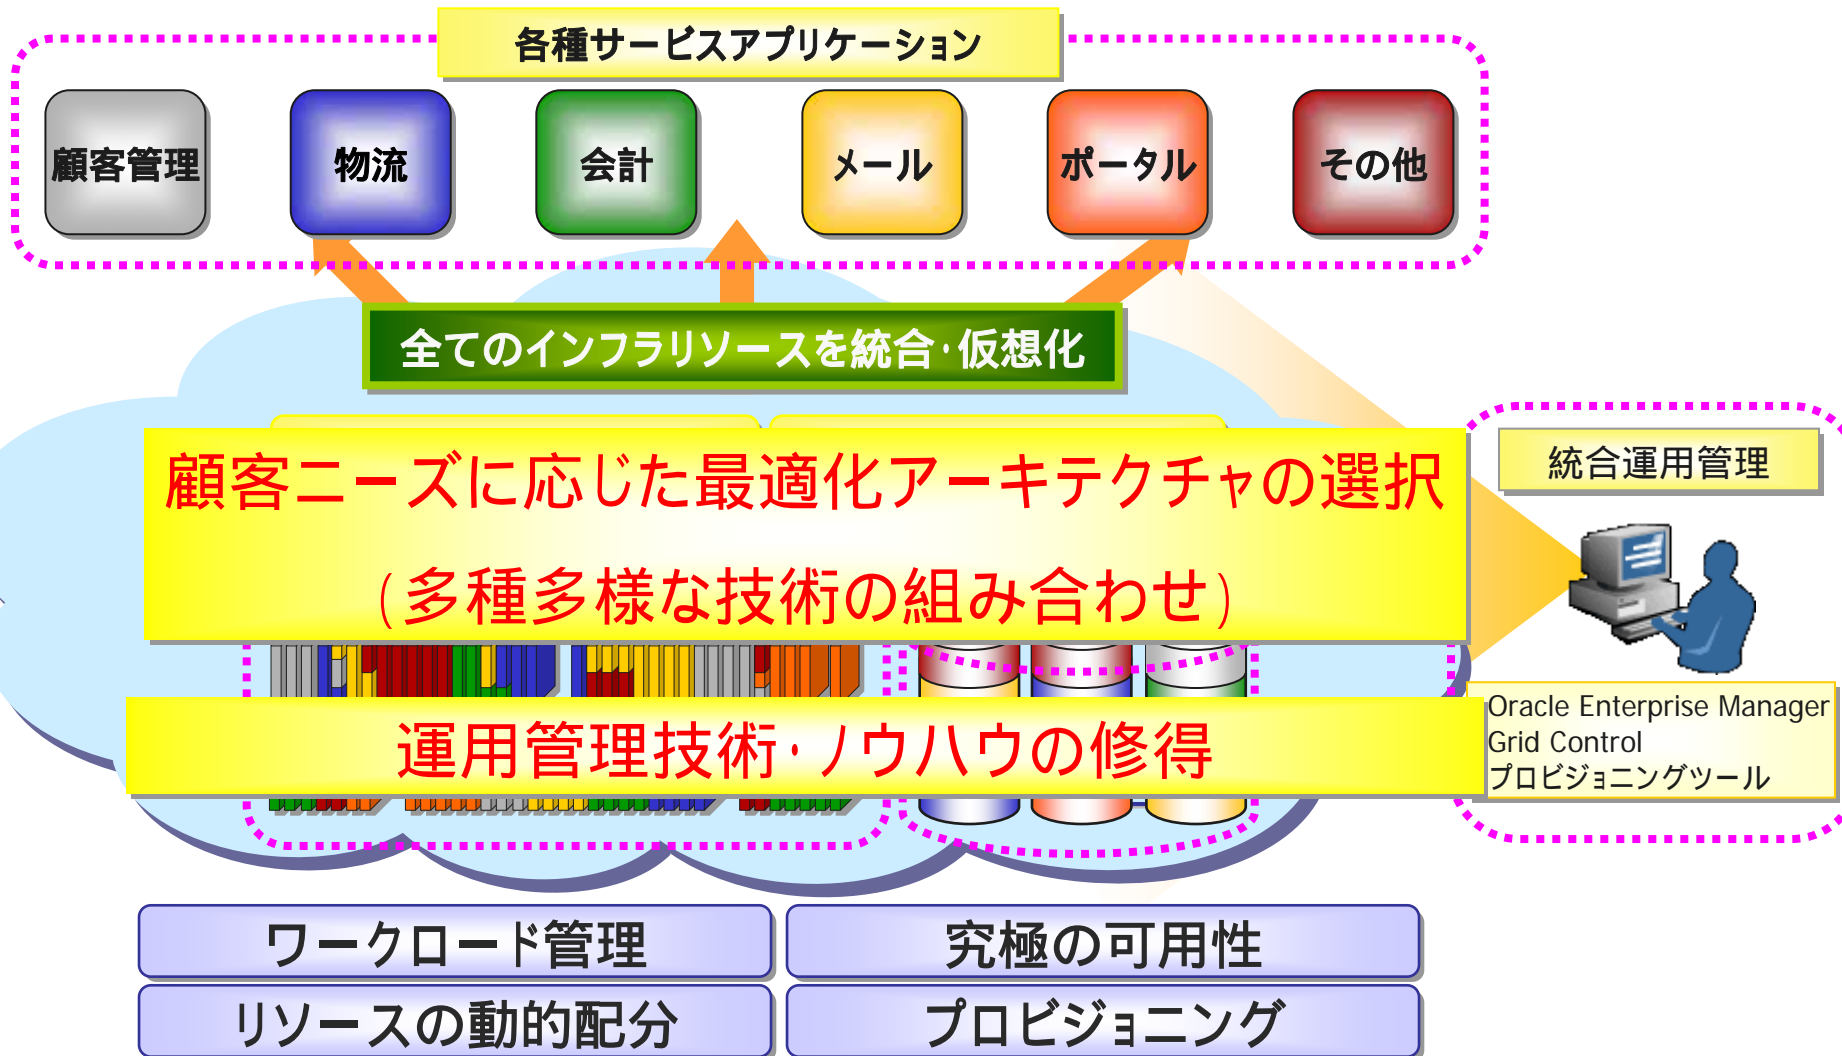 各種サービスアプリケーション
顧客管理
物流
会計
メール
ポータル
その他
全てのインフラリソースを統合・仮想化
顧客ニーズに応じた最適化アーキテクチャの選択
(多種多様な技術の組み合わせ)
統合運用管理
運用管理技術・ノウハウの修得
Oracle Enterprise Manager
Grid Control
プロビジョニングツール
ワークロード管理
究極の可用性
リソースの動的配分
プロビジョニング